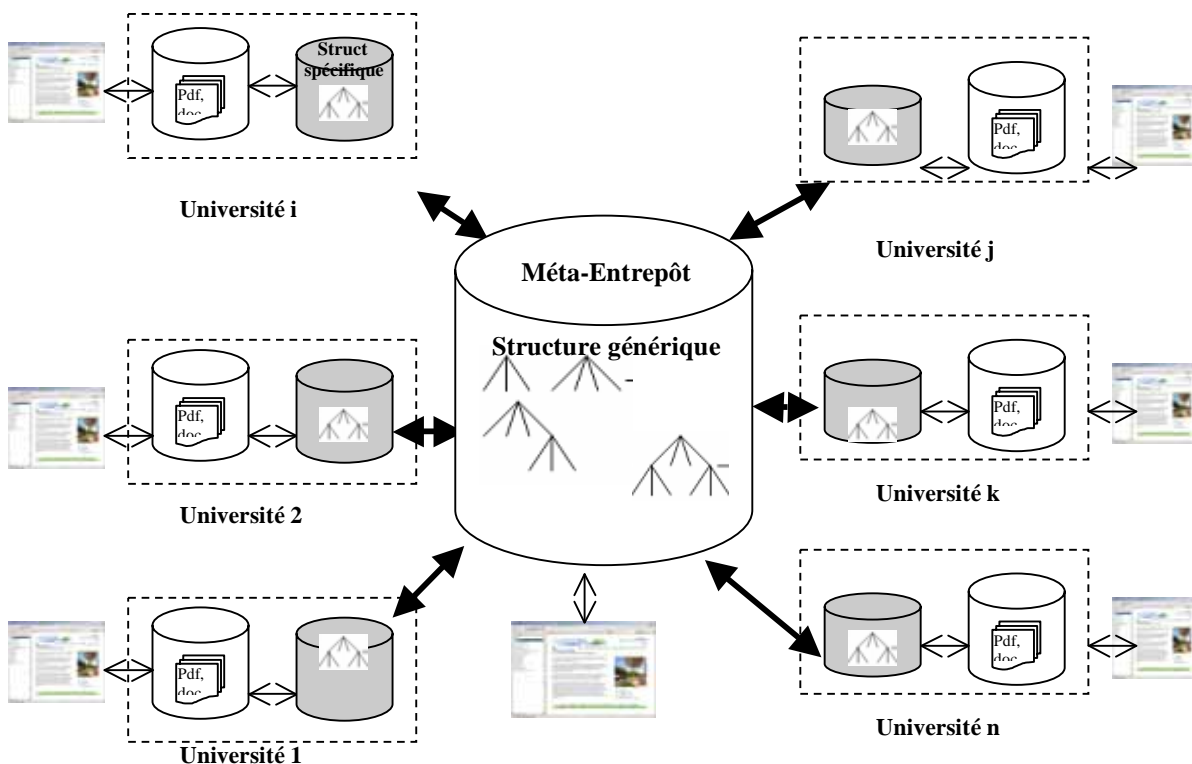 Struct
spécifique
Pdf,
doc
Université i
Pdf,
doc
Université j
Méta-Entrepôt
Structure générique
Pdf,
doc
Université 2
Pdf,
doc
Université k
Pdf,
doc
Université 1
Pdf,
doc
Université n